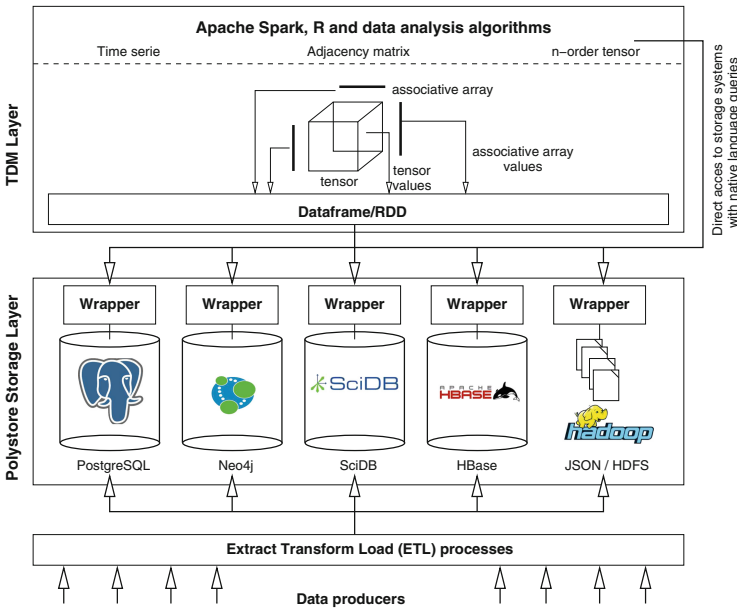 Apache Spark, R and data analysis algorithms
Time serie
Adjacency matrix
n−order tensor
associative array
associative array
values
tensor
values
tensor
Dataframe/RDD
TDM Layer
Direct acces to storage systems
with native language queries
Polystore Storage Layer
Wrapper
Wrapper
Wrapper
Wrapper
Wrapper
SciDB
APACHE
HBASE
hadoop
PostgreSQL
Neo4j
SciDB
HBase
JSON / HDFS
Extract Transform Load (ETL) processes
Data producers